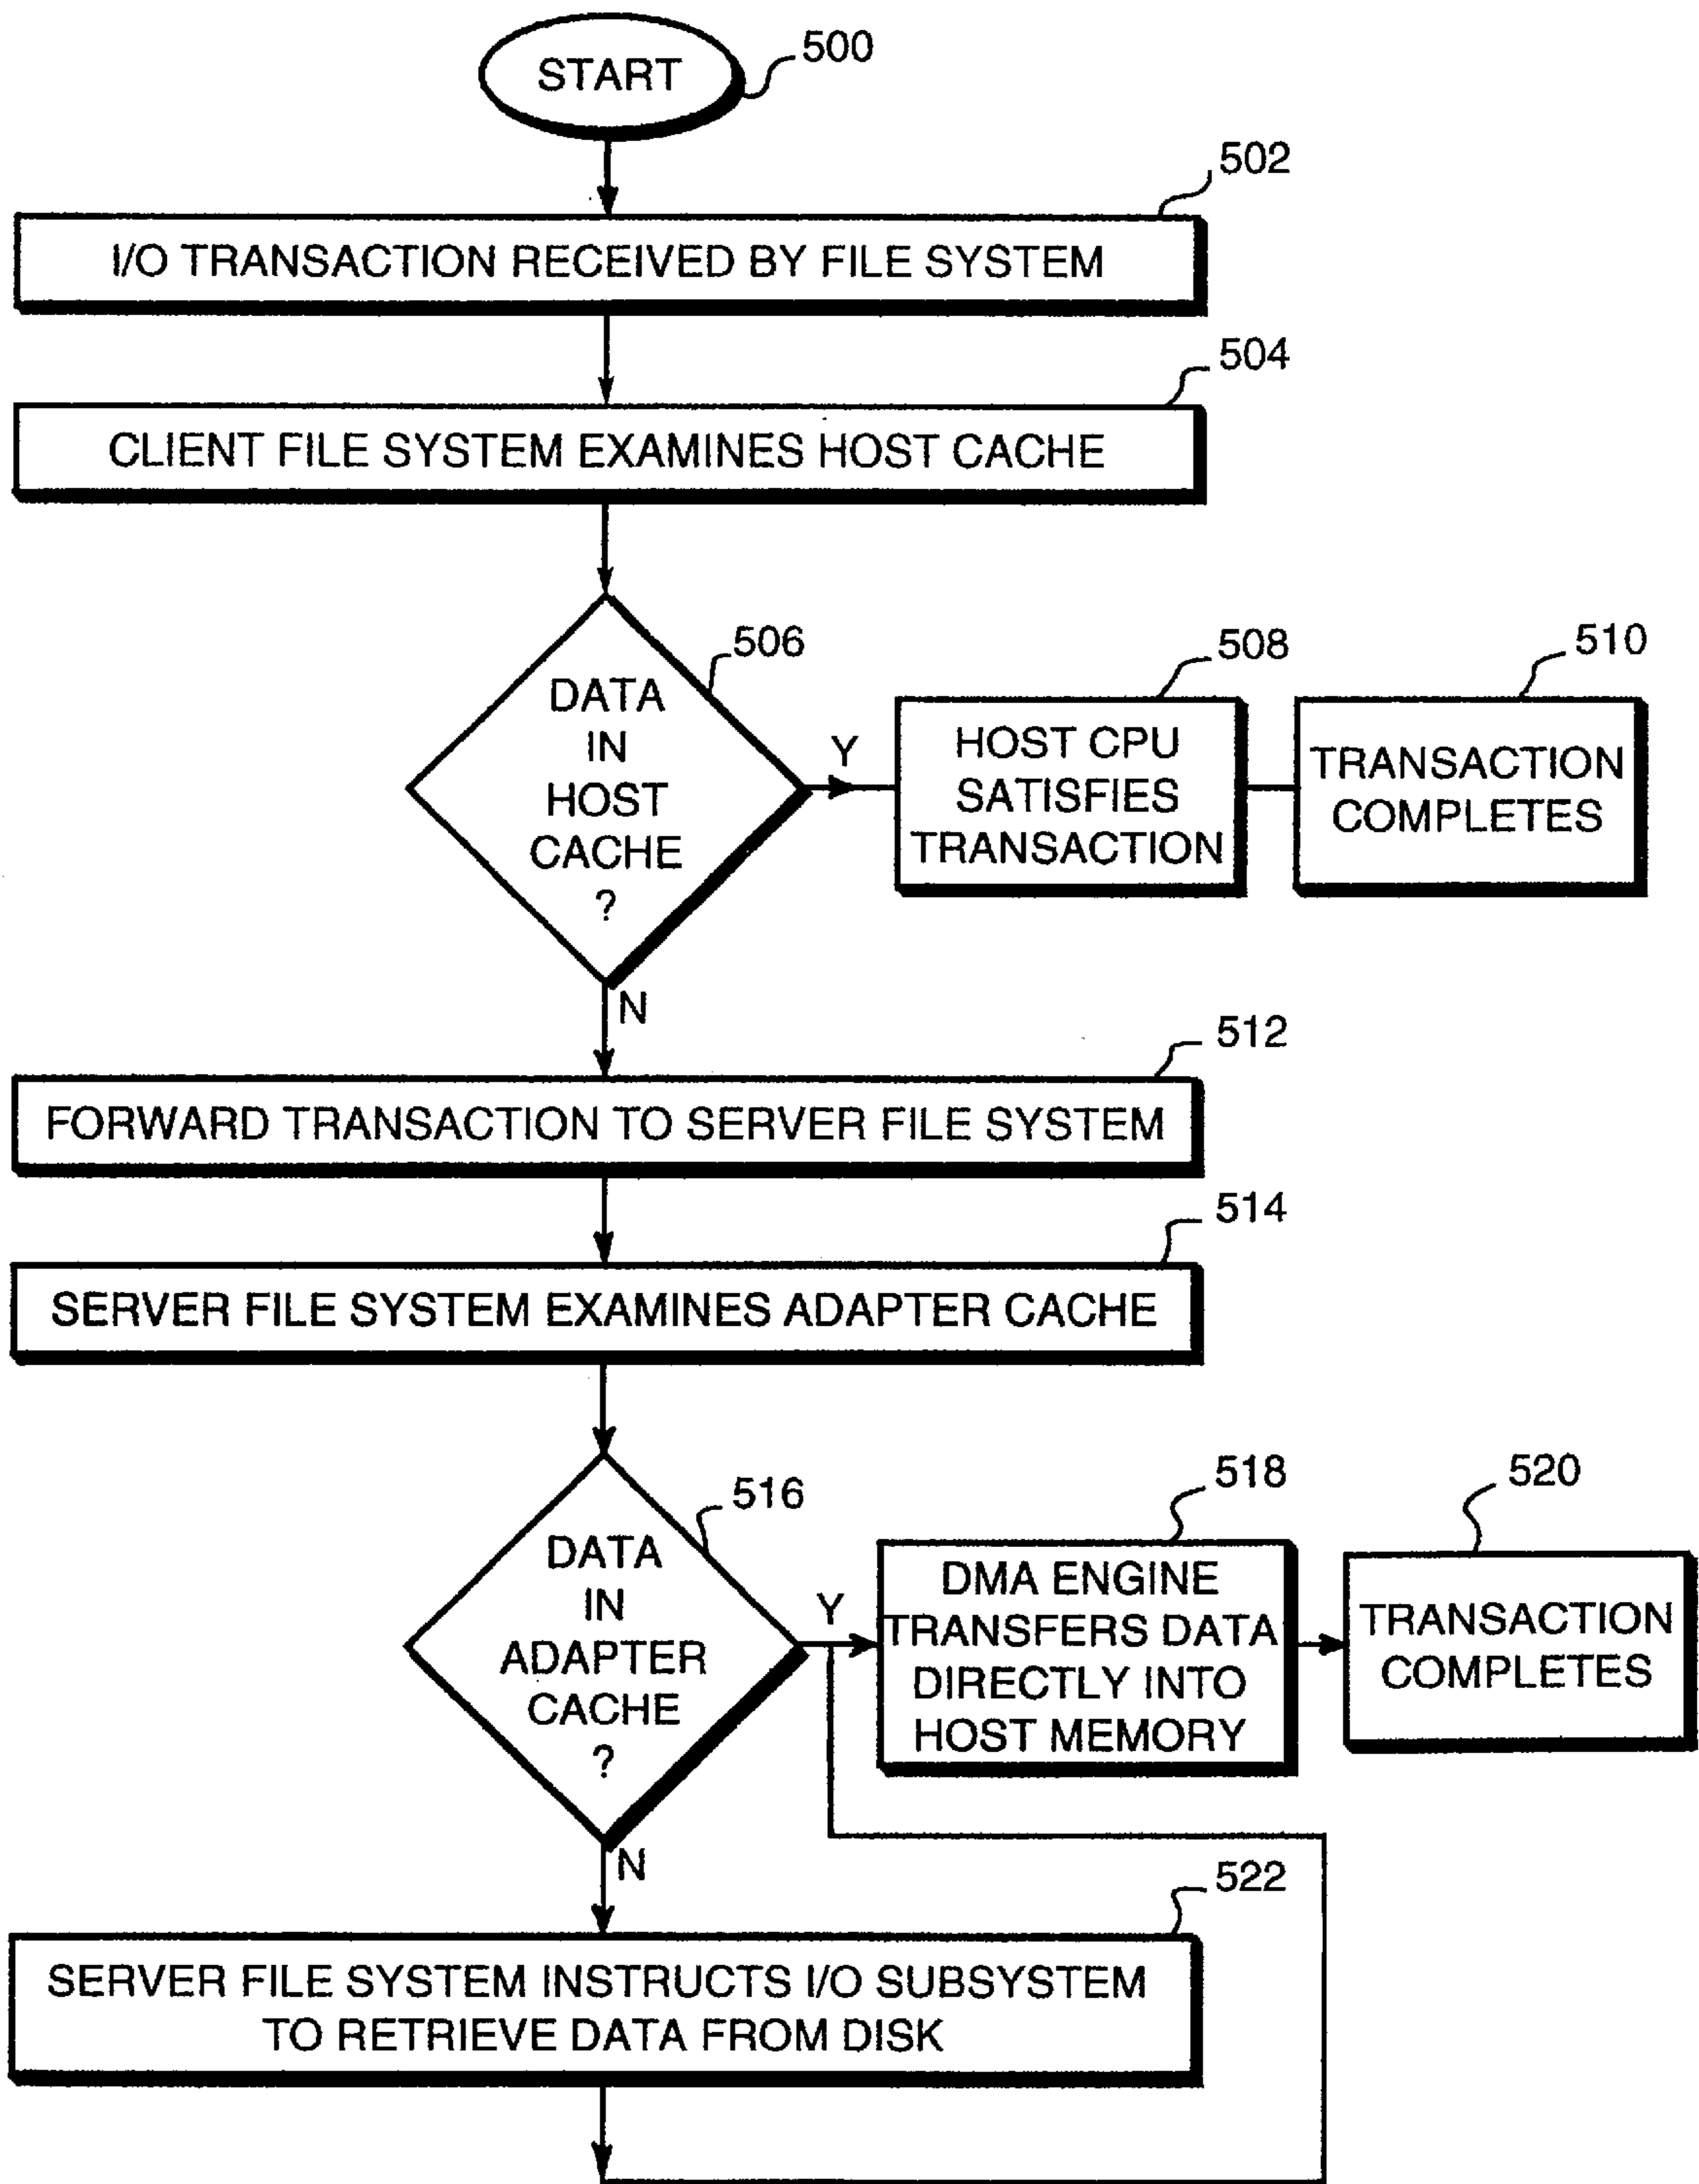 START
500
502
I/O TRANSACTION RECEIVED BY FILE SYSTEM
504
CLIENT FILE SYSTEM EXAMINES HOST CACHE
506
DATA
IN
HOST
CACHE
?
Y
508
HOST CPU
SATISFIES
TRANSACTION
510
TRANSACTION
COMPLETES
N
512
FORWARD TRANSACTION TO SERVER FILE SYSTEM
514
SERVER FILE SYSTEM EXAMINES ADAPTER CACHE
516
DATA
IN
ADAPTER
CACHE
?
Y
518
DMA ENGINE
TRANSFERS DATA
DIRECTLY INTO
HOST MEMORY
520
TRANSACTION
COMPLETES
N
522
SERVER FILE SYSTEM INSTRUCTS I/O SUBSYSTEM
TO RETRIEVE DATA FROM DISK